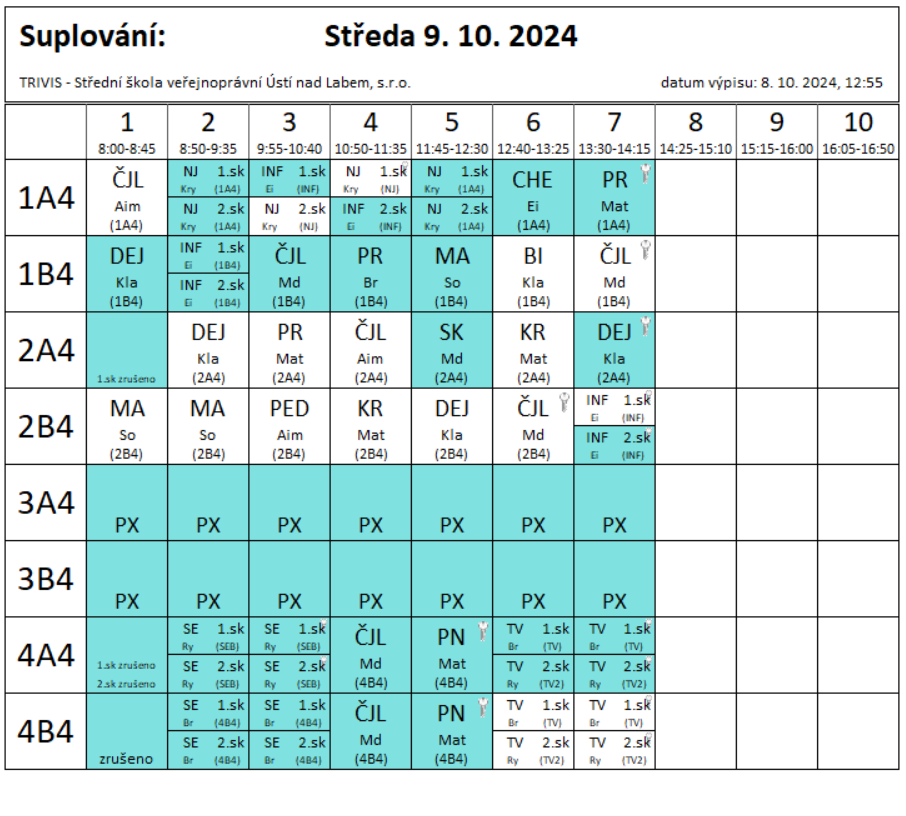 Suplování: Středa 9. 10. 2024
TRIVIS - Střední škola veřejnoprávní Ústí nad Labem, s.r.o. datum výpisu: 8. 10. 2024, 12:55
1 2 3 4 5 6 7 8 9 10
8:00-8:45 8:50-9:35 9:55-10:40 10:50-11:35 11:45-12:30 12:40-13:25 13:30-14:15 14:25-15:10 15:15-16:00 16:05-16:50
1A4
ČJL
Aim
(1A4)
NJ 1.sk
Kry (1A4)
NJ 2.sk
Kry (1A4)
INF 1.sk
Ei (INF)
NJ 2.sk
Kry (NJ)
NJ 1.sk
Kry (NJ)
INF 2.sk
Ei (INF)
NJ 1.sk
Kry (1A4)
NJ 2.sk
Kry (1A4)
CHE
Ei
(1A4)
PR
Mat
(1A4)
1B4
DEJ
Kla
(1B4)
INF 1.sk
Ei (1B4)
INF 2.sk
Ei (1B4)
ČJL
Md
(1B4)
PR
Br
(1B4)
MA
So
(1B4)
BI
Kla
(1B4)
ČJL
Md
(1B4)
2A4
1.sk zrušeno
DEJ
Kla
(2A4)
PR
Mat
(2A4)
ČJL
Aim
(2A4)
SK
Md
(2A4)
KR
Mat
(2A4)
DEJ
Kla
(2A4)
2B4
MA
So
(2B4)
MA
So
(2B4)
PED
Aim
(2B4)
KR
Mat
(2B4)
DEJ
Kla
(2B4)
ČJL
Md
(2B4)
INF 1.sk
Ei (INF)
INF 2.sk
Ei (INF)
3A4
PX PX PX PX PX PX PX
3B4
PX PX PX PX PX PX PX
4A4
1.sk zrušeno
2.sk zrušeno
SE 1.sk
Ry (SEB)
SE 2.sk
Ry (SEB)
SE 1.sk
Ry (SEB)
SE 2.sk
Ry (SEB)
ČJL
Md
(4B4)
PN
Mat
(4B4)
TV 1.sk
Br (TV)
TV 2.sk
Ry (TV2)
TV 1.sk
Br (TV)
TV 2.sk
Ry (TV2)
4B4
zrušeno
SE 1.sk
Br (4B4)
SE 2.sk
Br (4B4)
SE 1.sk
Br (4B4)
SE 2.sk
Br (4B4)
ČJL
Md
(4B4)
PN
Mat
(4B4)
TV 1.sk
Br (TV)
TV 2.sk
Ry (TV2)
TV 1.sk
Br (TV)
TV 2.sk
Ry (TV2)